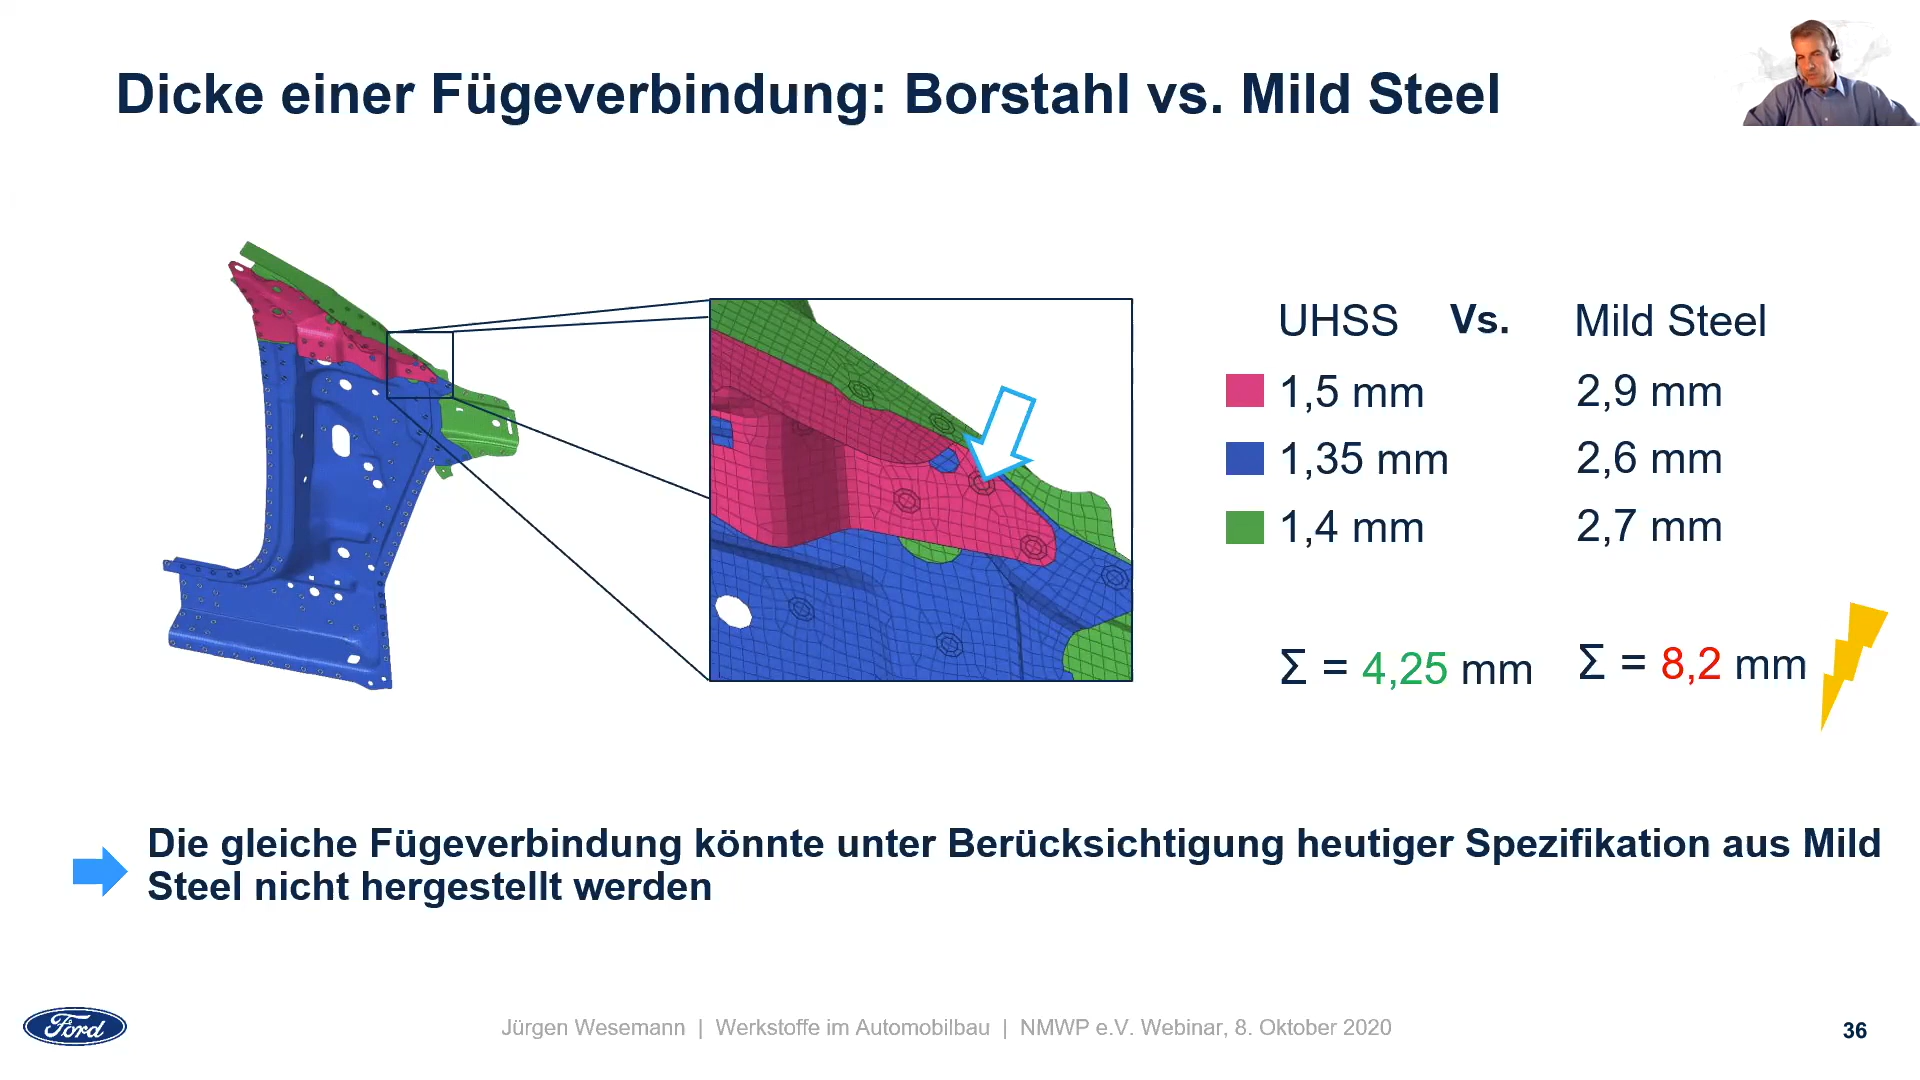 Dicke einer Fügeverbindung: Borstahl vs. Mild Steel
UHSS Vs. Mild Steel
1,5 mm 2,9 mm
1,35 mm 2,6 mm
1,4 mm 2,7 mm
Σ = 4,25 mm Σ = 8,2 mm
Die gleiche Fügeverbindung könnte unter Berücksichtigung heutiger Spezifikation aus Mild
Steel nicht hergestellt werden
Ford
Jürgen Wesemann | Werkstoffe im Automobilbau | NMWP e.V. Webinar, 8. Oktober 2020
36